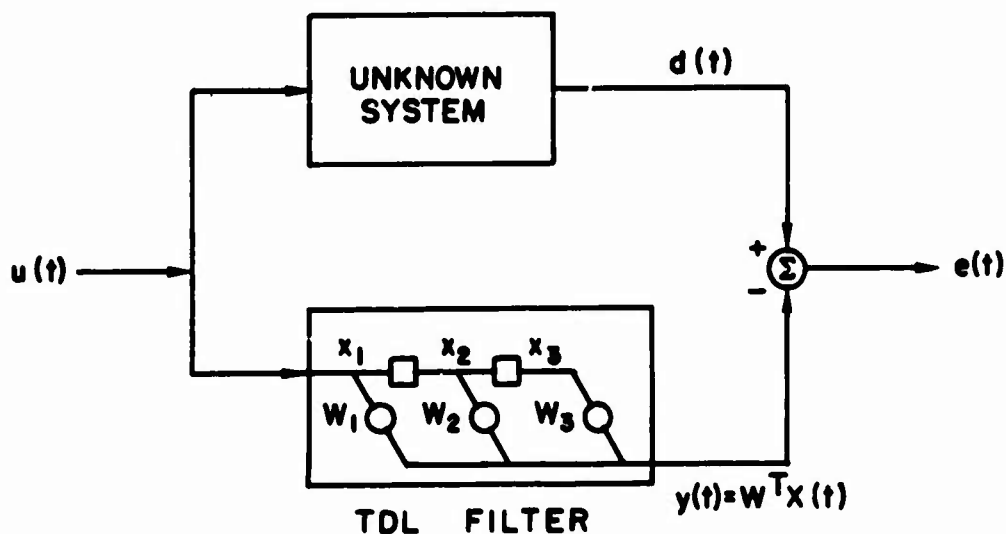 UNKNOWN
SYSTEM
d(t)
u(t)
+
Σ
−
e(t)
x₁
x₂
x₃
W₁
W₂
W₃
y(t)=WᵀX(t)
TDL FILTER